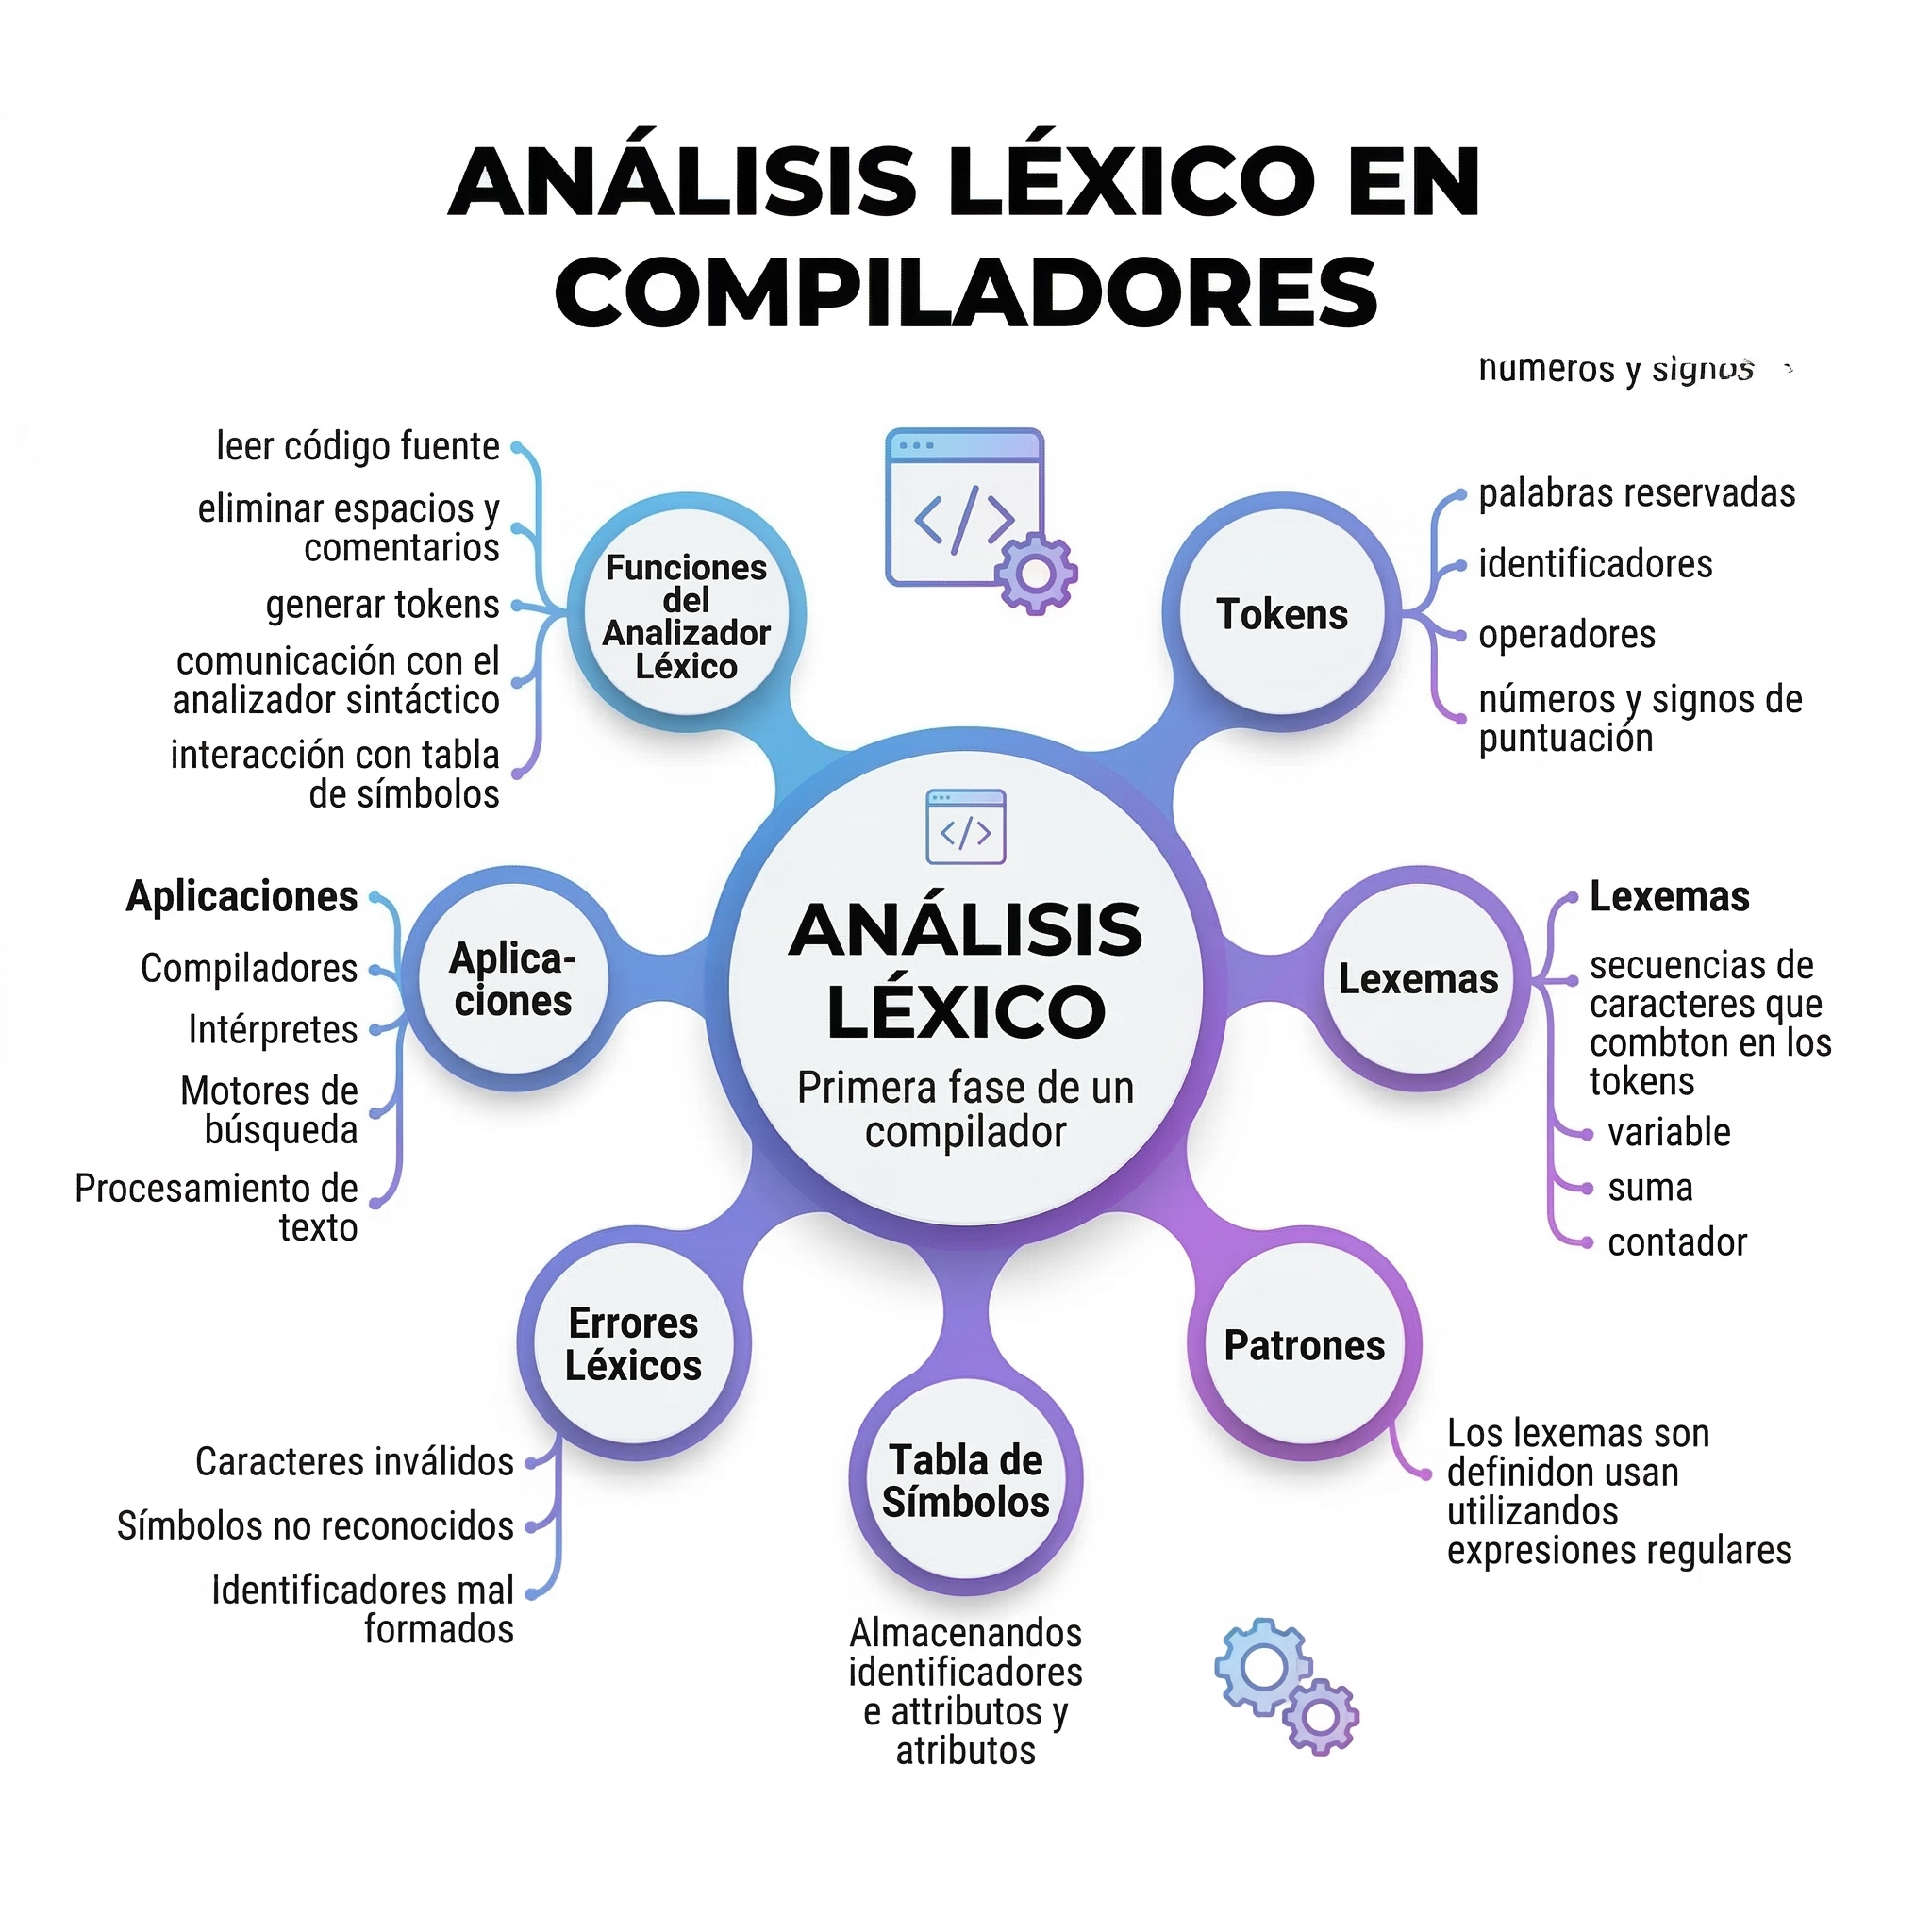 ANÁLISIS LÉXICO EN
COMPILADORES
numeros y signos
leer código fuente
eliminar espacios y
comentarios
generar tokens
comunicación con el
analizador sintáctico
interacción con tabla
de símbolos
Funciones
del
Analizador
Léxico
</>
Tokens
palabras reservadas
identificadores
operadores
números y signos de
puntuación
Aplicaciones
Compiladores
Intérpretes
Motores de
búsqueda
Procesamiento de
texto
Aplica-
ciones
</>
ANÁLISIS
LÉXICO
Primera fase de un
compilador
Lexemas
Lexemas
secuencias de
caracteres que
combton en los
tokens
variable
suma
contador
Errores
Léxicos
Caracteres inválidos
Símbolos no reconocidos
Identificadores mal
formados
Tabla de
Símbolos
Almacenandos
identificadores
e attributos y
atributos
Patrones
Los lexemas son
definidon usan
utilizandos
expresiones regulares